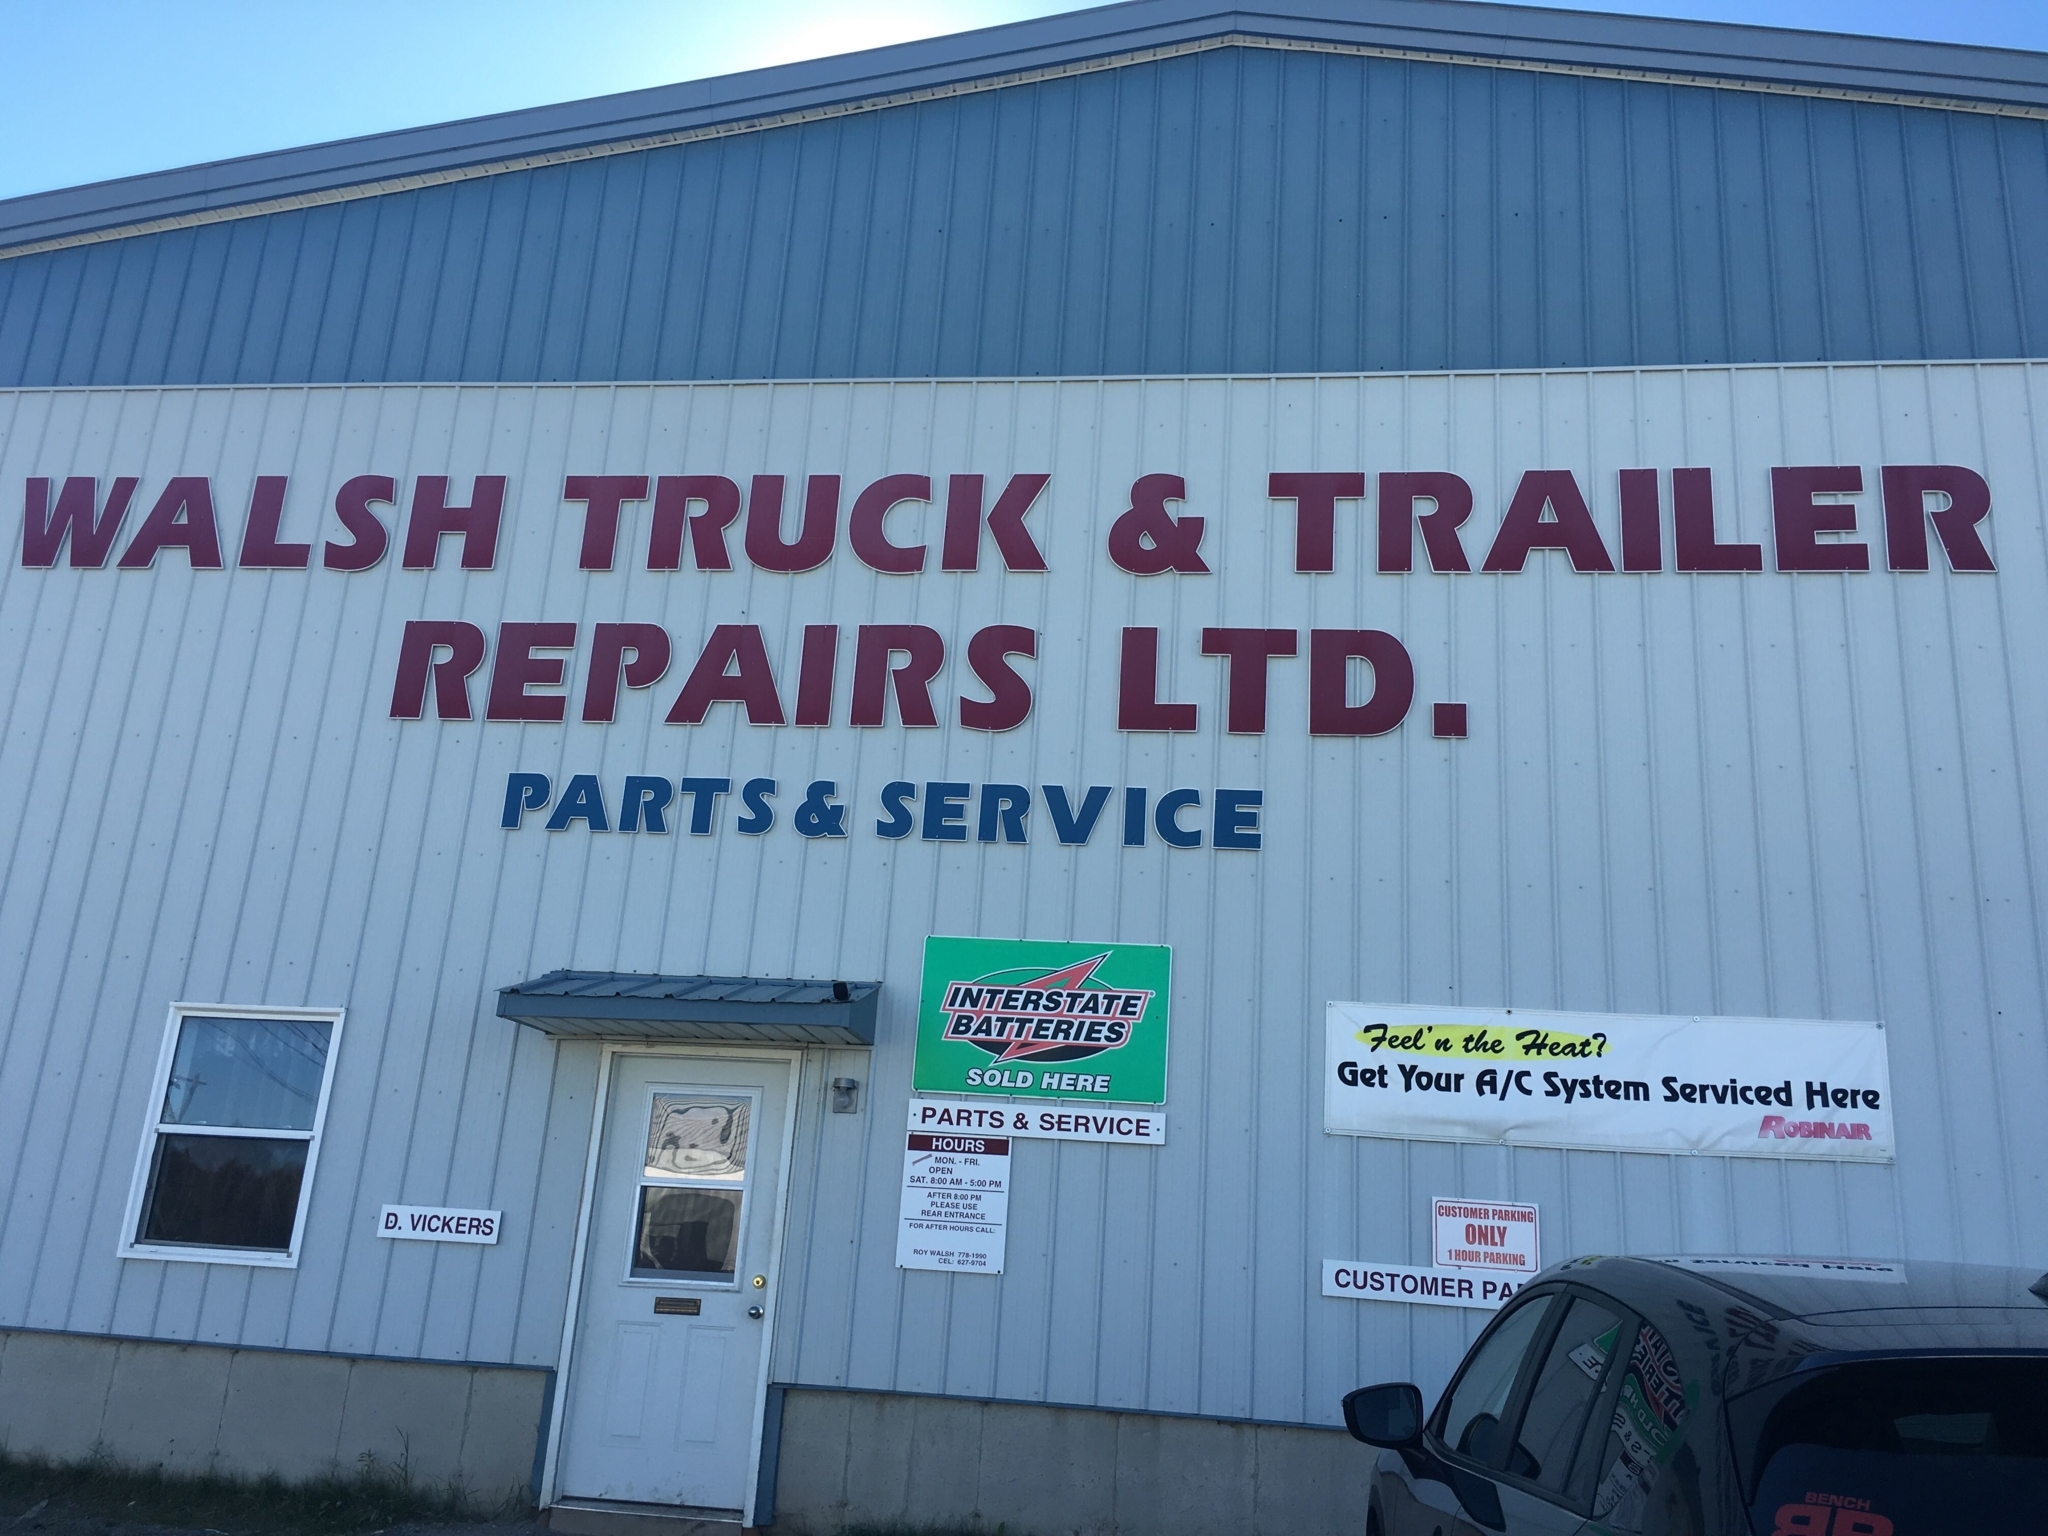 WALSH TRUCK & TRAILER
REPAIRS LTD.
PARTS & SERVICE
INTERSTATE
BATTERIES
SOLD HERE
PARTS & SERVICE
HOURS
MON. - FRI.
OPEN
SAT. 8:00 AM - 5:00 PM
AFTER 8:00 PM
PLEASE USE
REAR ENTRANCE
FOR AFTER HOURS CALL:
ROY WALSH 778-1990
CEL: 627-9704
D. VICKERS
Feel'n the Heat?
Get Your A/C System Serviced Here
ROBINAIR
CUSTOMER PARKING
ONLY
1 HOUR PARKING
CUSTOMER PA
BENCH